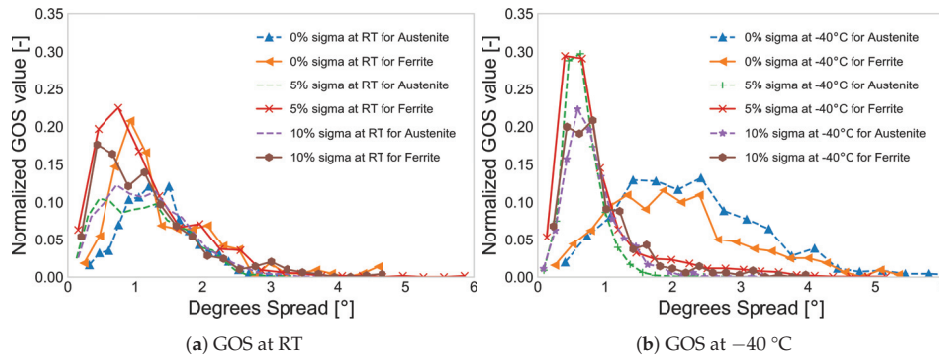 Normalized GOS value [-]
0.35
0.30
0.25
0.20
0.15
0.10
0.05
0.00
0% sigma at RT for Austenite
0% sigma at RT for Ferrite
5% sigma at RT for Austenite
5% sigma at RT for Ferrite
10% sigma at RT for Austenite
10% sigma at RT for Ferrite
0 1 2 3 4 5 6
Degrees Spread [°]
(a) GOS at RT
Normalized GOS value [-]
0.35
0.30
0.25
0.20
0.15
0.10
0.05
0.00
0% sigma at -40°C for Austenite
0% sigma at -40°C for Ferrite
5% sigma at -40°C for Austenite
5% sigma at -40°C for Ferrite
10% sigma at -40°C for Austenite
10% sigma at -40°C for Ferrite
0 1 2 3 4 5
Degrees Spread [°]
(b) GOS at −40 °C